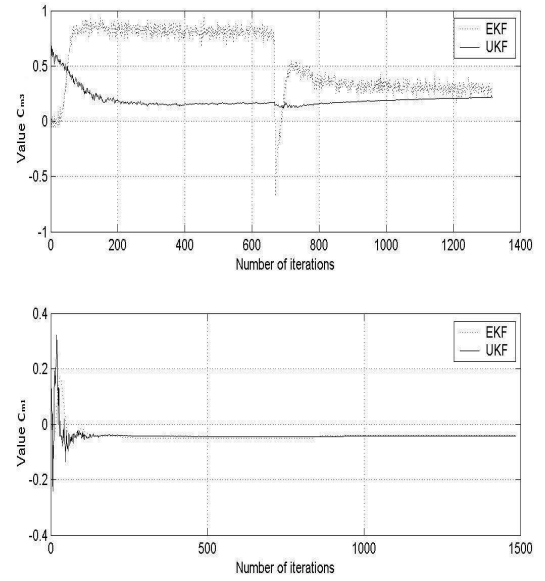 1
0.5
0
-0.5
-1
0
200
400
600
800
1000
1200
1400
Value Cm3
Number of iterations
EKF
UKF
0.4
0.2
0
-0.2
-0.4
0
500
1000
1500
Value Cm1
Number of iterations
EKF
UKF